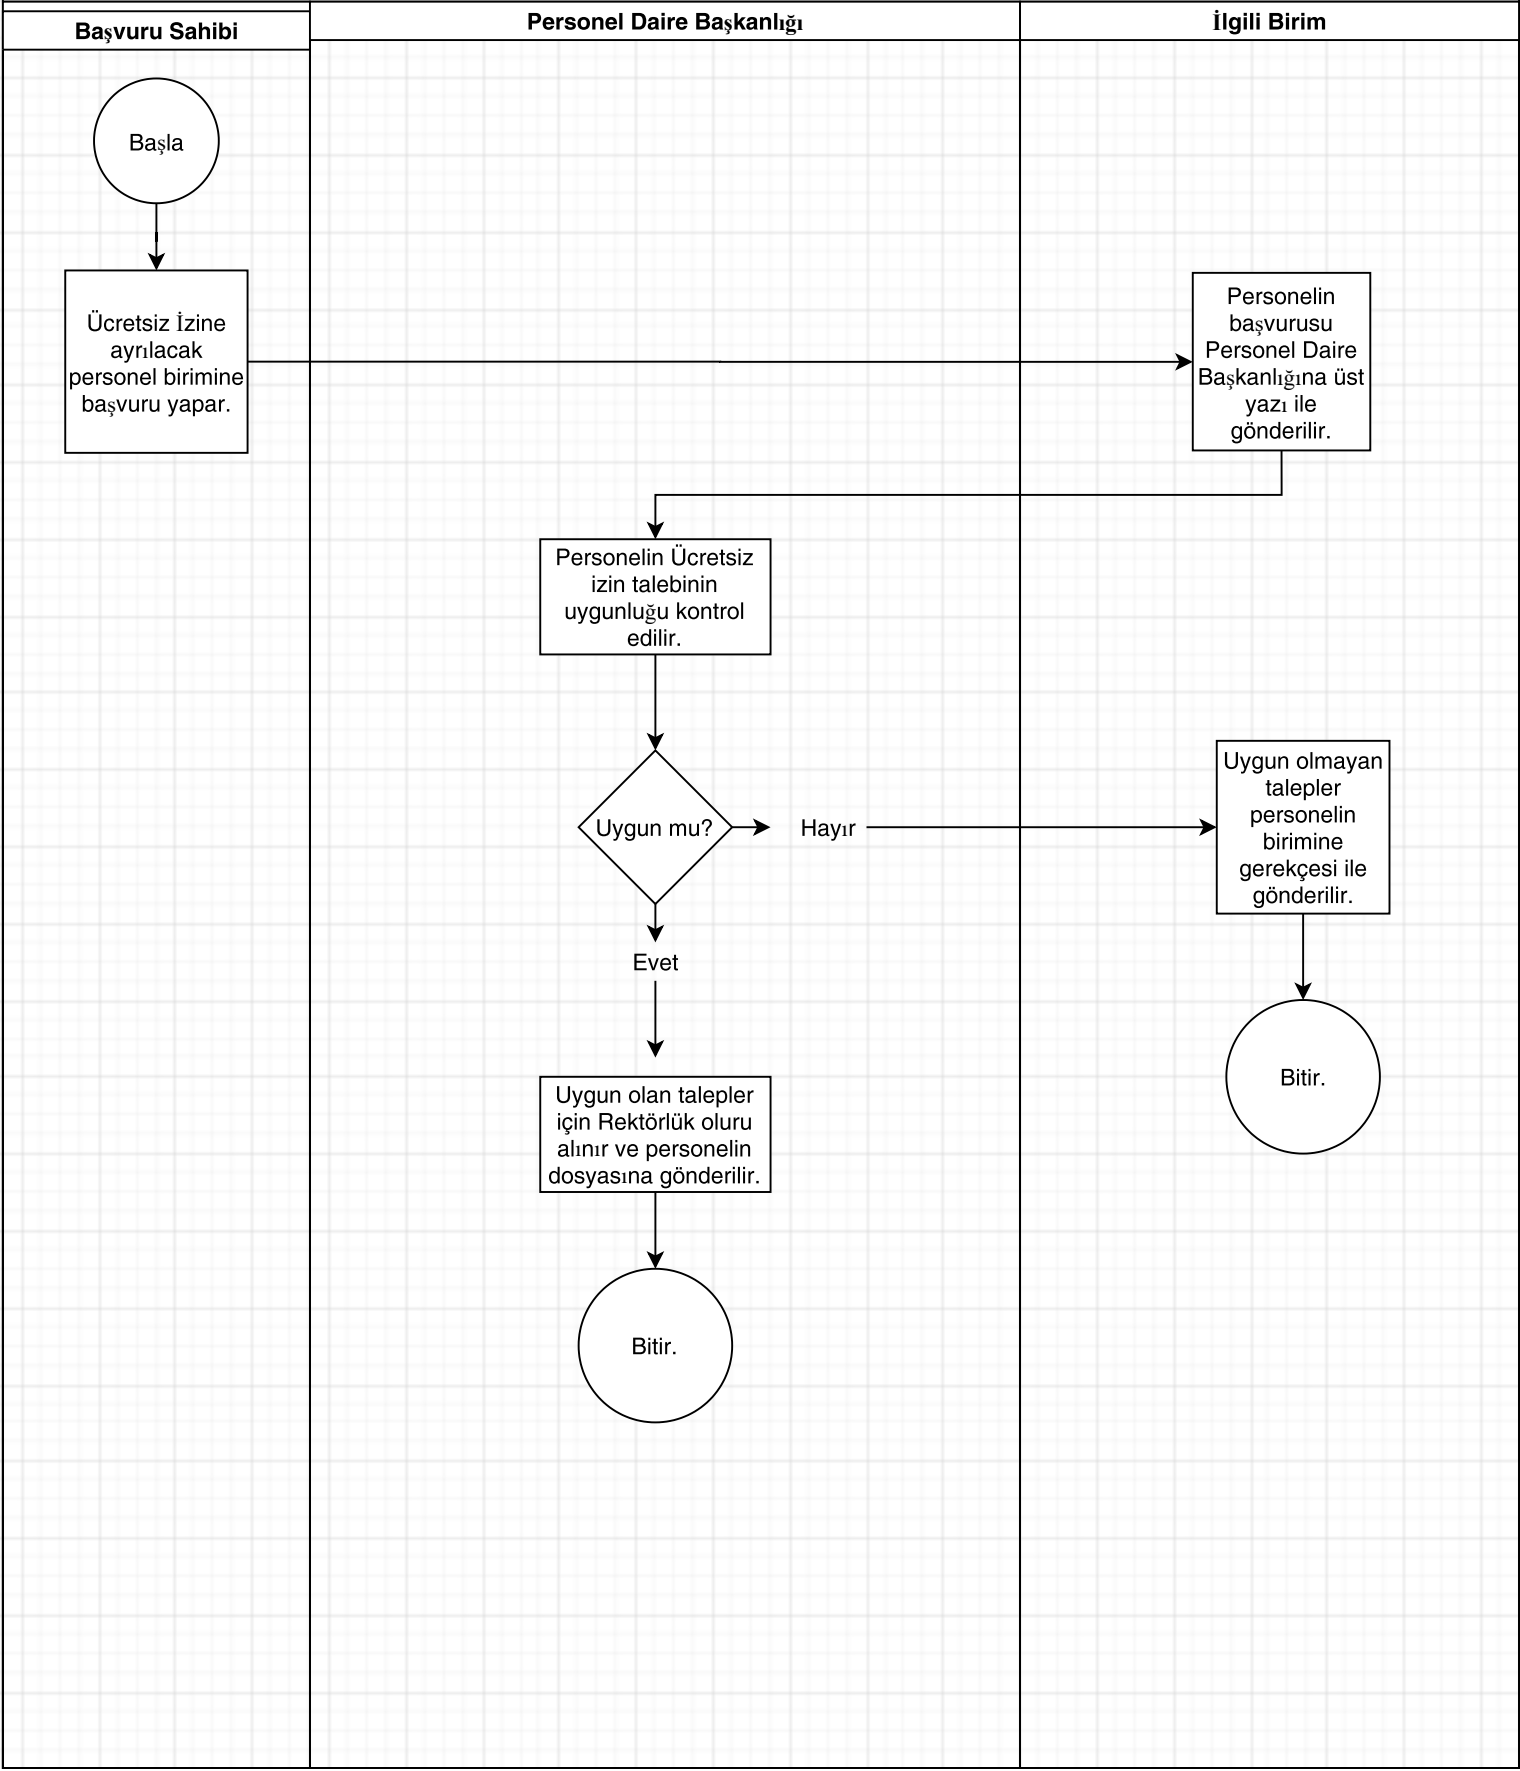 Başvuru Sahibi
Personel Daire Başkanlığı
İlgili Birim
Başla
Ücretsiz İzine
ayrılacak
personel birimine
başvuru yapar.
Personelin
başvurusu
Personel Daire
Başkanlığına üst
yazı ile
gönderilir.
Personelin Ücretsiz
izin talebinin
uygunluğu kontrol
edilir.
Uygun mu?
Hayır
Uygun olmayan
talepler
personelin
birimine
gerekçesi ile
gönderilir.
Evet
Bitir.
Uygun olan talepler
için Rektörlük oluru
alınır ve personelin
dosyasına gönderilir.
Bitir.